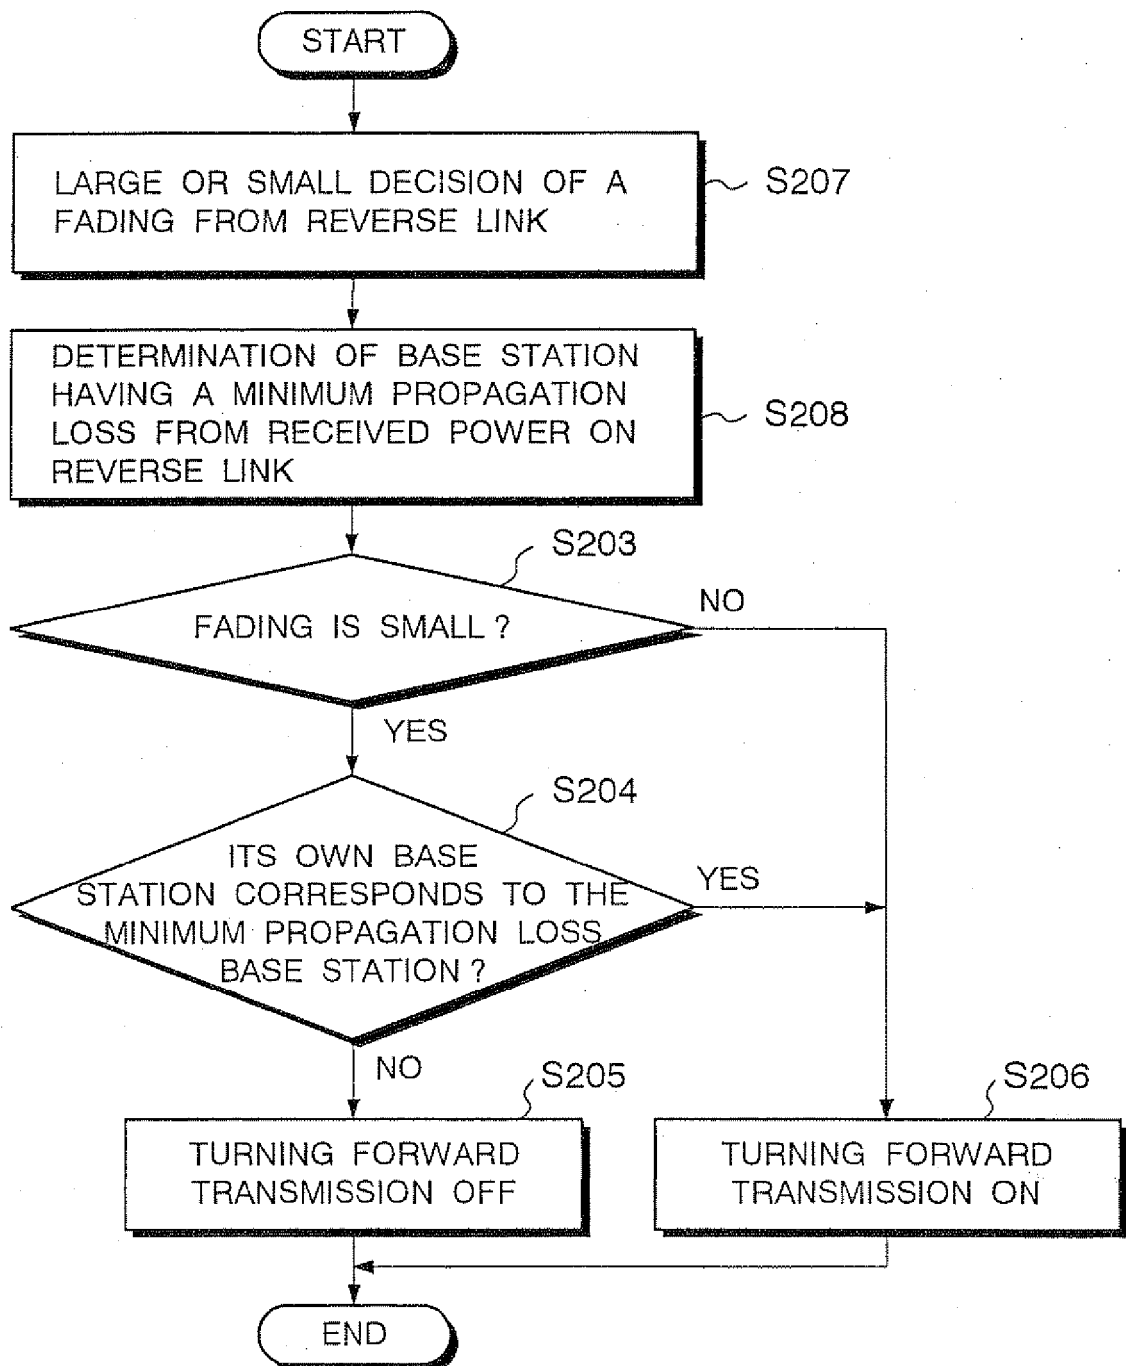 START
LARGE OR SMALL DECISION OF A
FADING FROM REVERSE LINK
S207
DETERMINATION OF BASE STATION
HAVING A MINIMUM PROPAGATION
LOSS FROM RECEIVED POWER ON
REVERSE LINK
S208
S203
FADING IS SMALL ?
NO
YES
S204
ITS OWN BASE
STATION CORRESPONDS TO THE
MINIMUM PROPAGATION LOSS
BASE STATION ?
YES
NO
S205
TURNING FORWARD
TRANSMISSION OFF
S206
TURNING FORWARD
TRANSMISSION ON
END